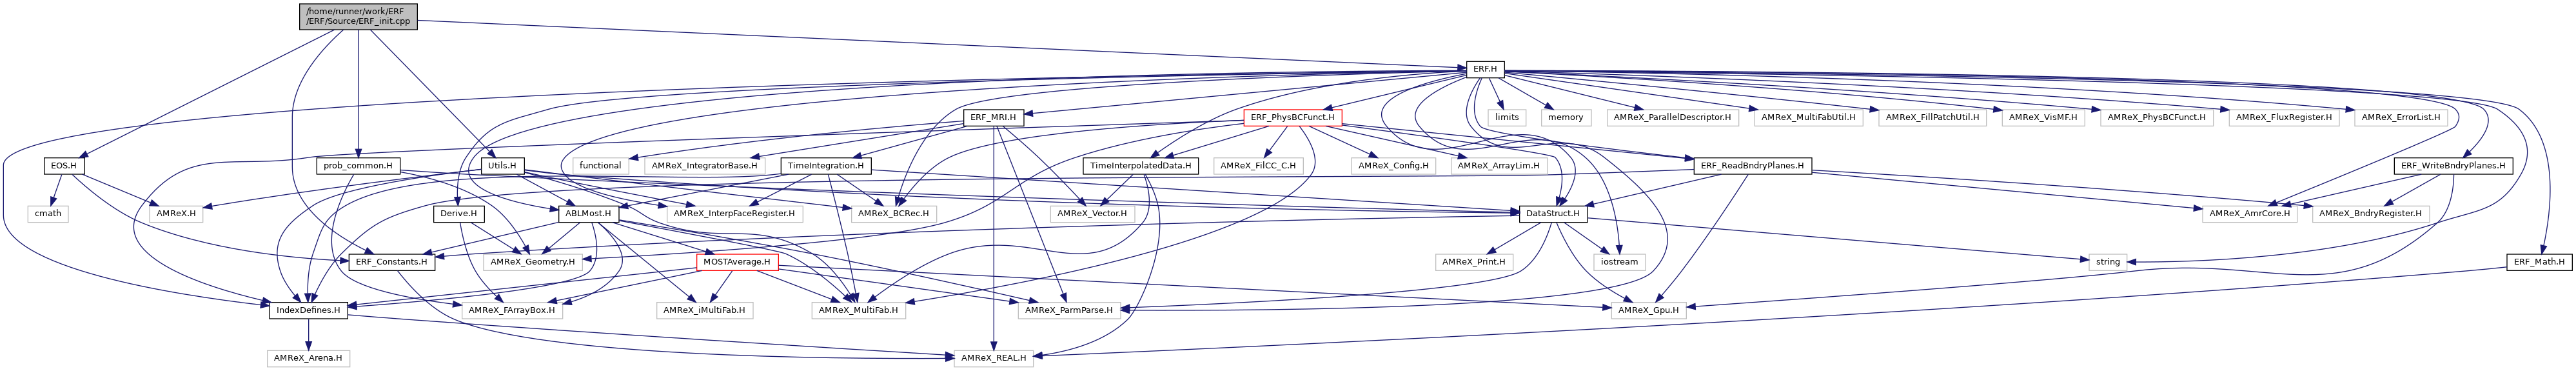 /home/runner/work/ERF
/ERF/Source/ERF_init.cpp
ERF.H
ERF_MRI.H
ERF_PhysBCFunct.H
limits
memory
AMReX_ParallelDescriptor.H
AMReX_MultiFabUtil.H
AMReX_FillPatchUtil.H
AMReX_VisMF.H
AMReX_PhysBCFunct.H
AMReX_FluxRegister.H
AMReX_ErrorList.H
EOS.H
prob_common.H
Utils.H
functional
AMReX_IntegratorBase.H
TimeIntegration.H
TimeInterpolatedData.H
AMReX_FilCC_C.H
AMReX_Config.H
AMReX_ArrayLim.H
ERF_ReadBndryPlanes.H
ERF_WriteBndryPlanes.H
cmath
AMReX.H
Derive.H
ABLMost.H
AMReX_InterpFaceRegister.H
AMReX_BCRec.H
AMReX_Vector.H
DataStruct.H
AMReX_AmrCore.H
AMReX_BndryRegister.H
ERF_Constants.H
AMReX_Geometry.H
MOSTAverage.H
AMReX_Print.H
iostream
string
ERF_Math.H
IndexDefines.H
AMReX_FArrayBox.H
AMReX_iMultiFab.H
AMReX_MultiFab.H
AMReX_ParmParse.H
AMReX_Gpu.H
AMReX_Arena.H
AMReX_REAL.H